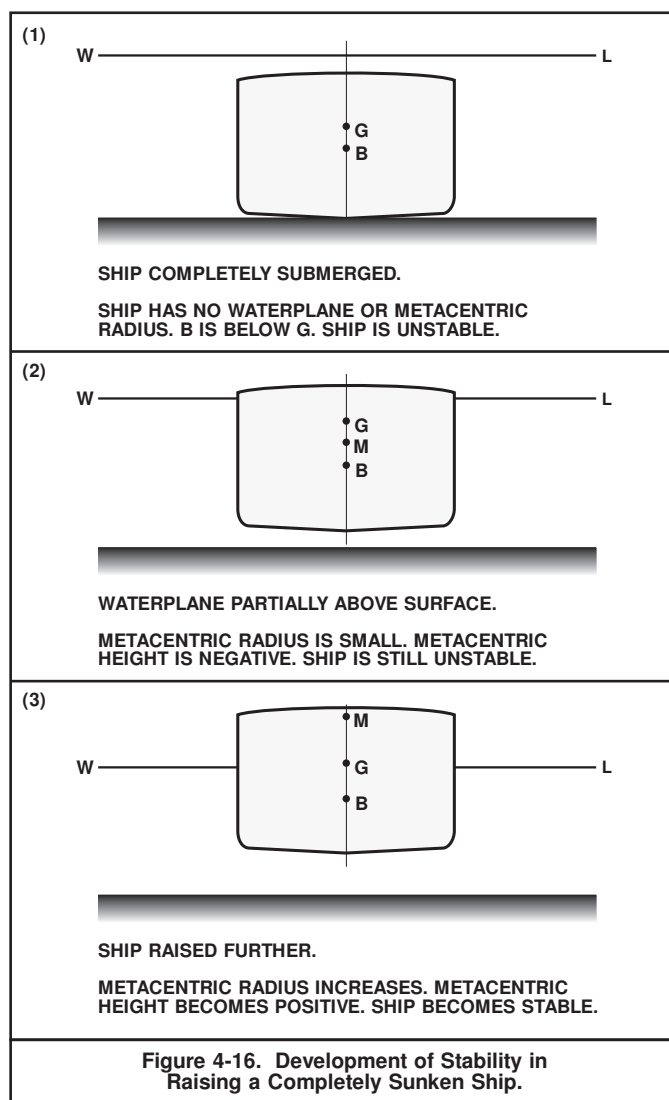 (1)
W
L
G
B
SHIP COMPLETELY SUBMERGED.
SHIP HAS NO WATERPLANE OR METACENTRIC
RADIUS. B IS BELOW G. SHIP IS UNSTABLE.
(2)
W
L
G
M
B
WATERPLANE PARTIALLY ABOVE SURFACE.
METACENTRIC RADIUS IS SMALL. METACENTRIC
HEIGHT IS NEGATIVE. SHIP IS STILL UNSTABLE.
(3)
M
W
G
L
B
SHIP RAISED FURTHER.
METACENTRIC RADIUS INCREASES. METACENTRIC
HEIGHT BECOMES POSITIVE. SHIP BECOMES STABLE.
Figure 4-16. Development of Stability in
Raising a Completely Sunken Ship.